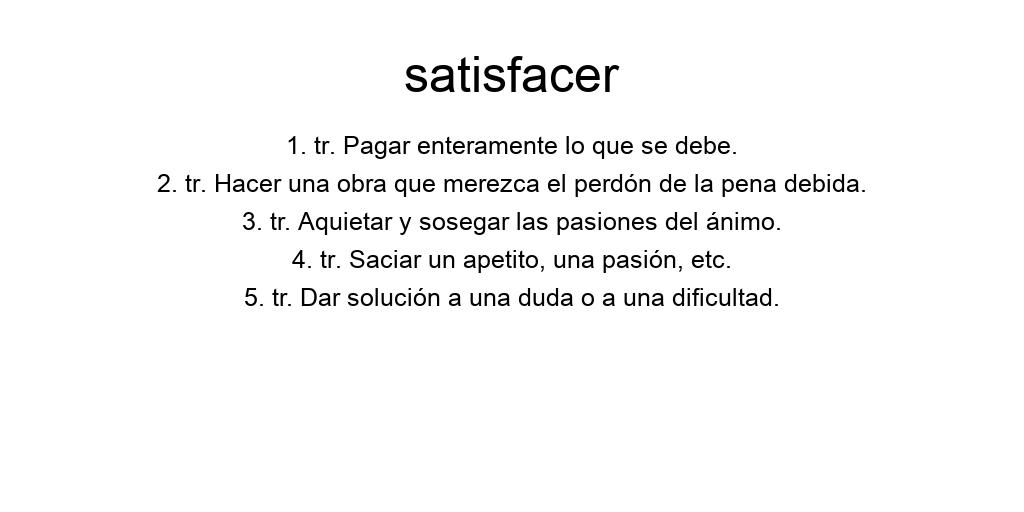 satisfacer
1. tr. Pagar enteramente lo que se debe.
2. tr. Hacer una obra que merezca el perdón de la pena debida.
3. tr. Aquietar y sosegar las pasiones del ánimo.
4. tr. Saciar un apetito, una pasión, etc.
5. tr. Dar solución a una duda o a una dificultad.